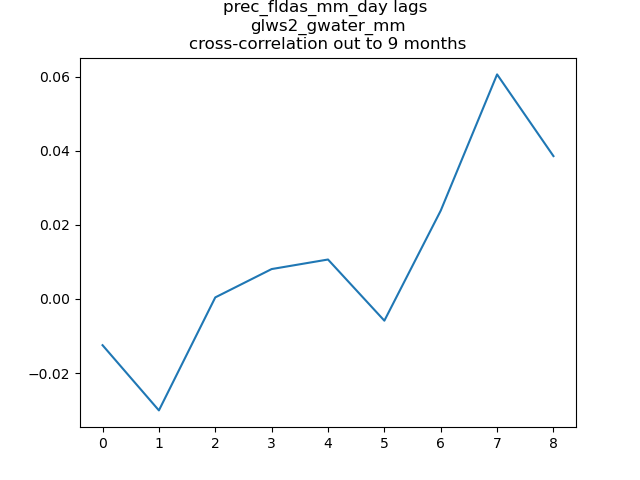 prec_fldas_mm_day lags
glws2_gwater_mm
cross-correlation out to 9 months
0.06
0.04
0.02
0.00
−0.02
0 1 2 3 4 5 6 7 8